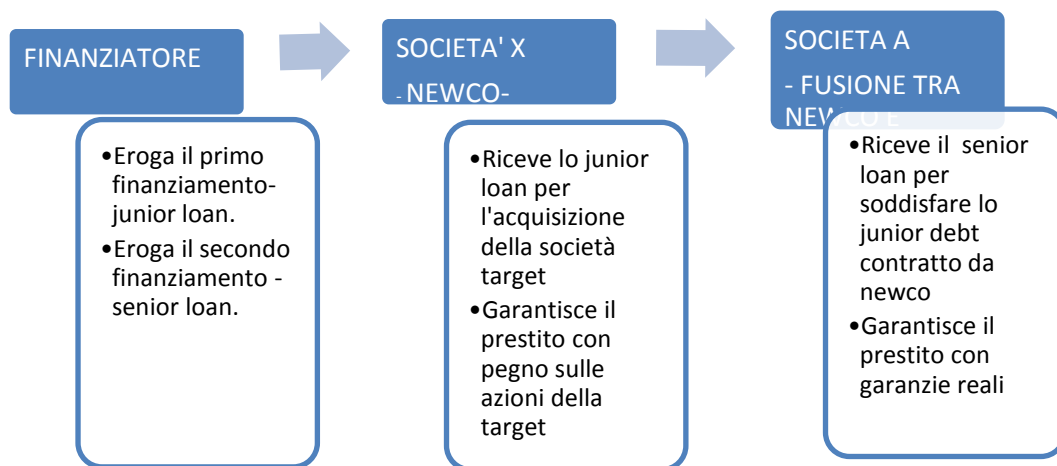 FINANZIATORE
•Eroga il primo
finanziamento-
junior loan.
•Eroga il secondo
finanziamento -
senior loan.
SOCIETA' X
- NEWCO-
•Riceve lo junior
loan per
l'acquisizione
della società
target
•Garantisce il
prestito con
pegno sulle
azioni della
target
SOCIETA A
- FUSIONE TRA
NEWCO E
•Riceve il senior
loan per
soddisfare lo
junior debt
contratto da
newco
•Garantisce il
prestito con
garanzie reali